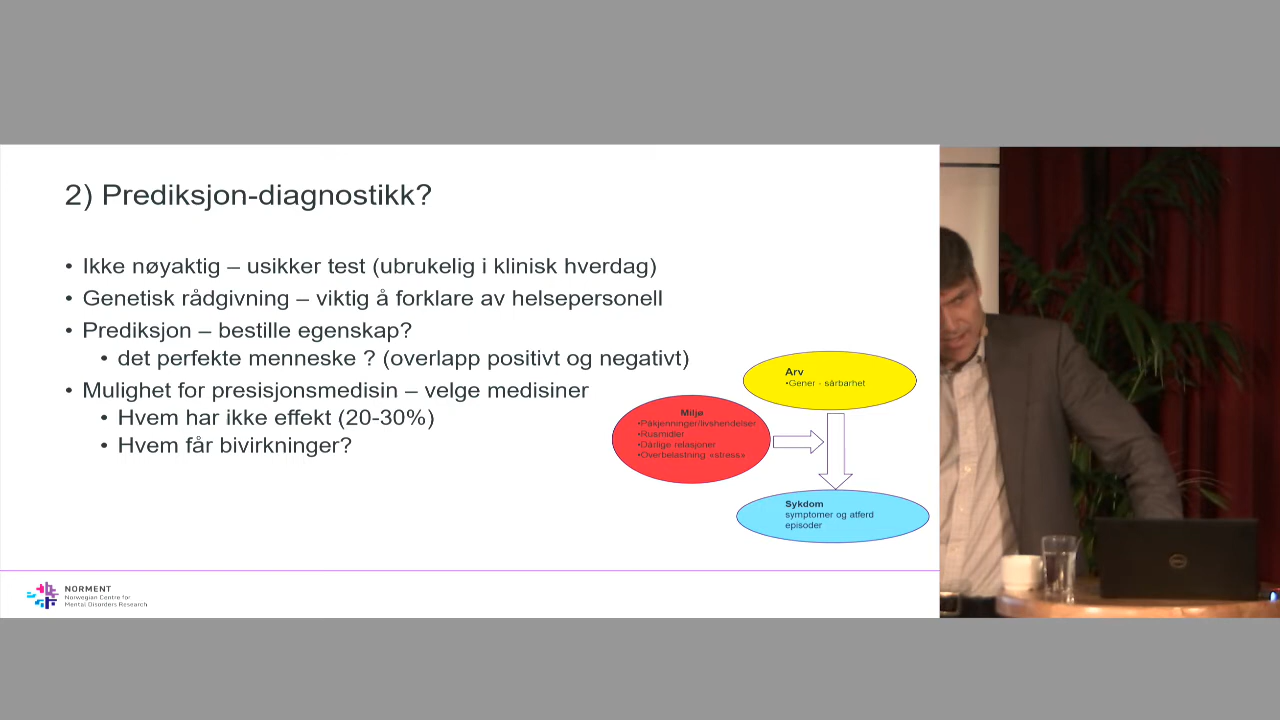 2) Prediksjon-diagnostikk?
• Ikke nøyaktig – usikker test (ubrukelig i klinisk hverdag)
• Genetisk rådgivning – viktig å forklare av helsepersonell
• Prediksjon – bestille egenskap?
• det perfekte menneske ? (overlapp positivt og negativt)
• Mulighet for presisjonsmedisin – velge medisiner
• Hvem har ikke effekt (20-30%)
• Hvem får bivirkninger?
Arv
•Gener - sårbarhet
Miljø
•Påkjenninger/livshendelser
•Rusmidler
•Dårlige relasjoner
•Overbelastning «stress»
Sykdom
symptomer og atferd
episoder
NORMENT
Norwegian Centre for
Mental Disorders Research
DELL